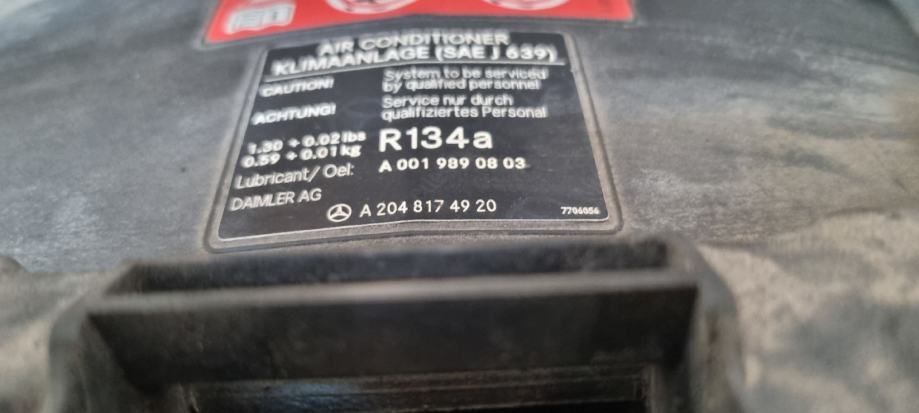 AIR CONDITIONER
KLIMAANLAGE (SAE J 639)
CAUTION! System to be serviced
by qualified personnel
ACHTUNG! Service nur durch
qualifiziertes Personal
1.30 + 0.02 lbs R134a
0.59 + 0.01 kg
Lubricant/ Oel: A 001 989 08 03
DAIMLER AG
A 204 817 49 20 7706056